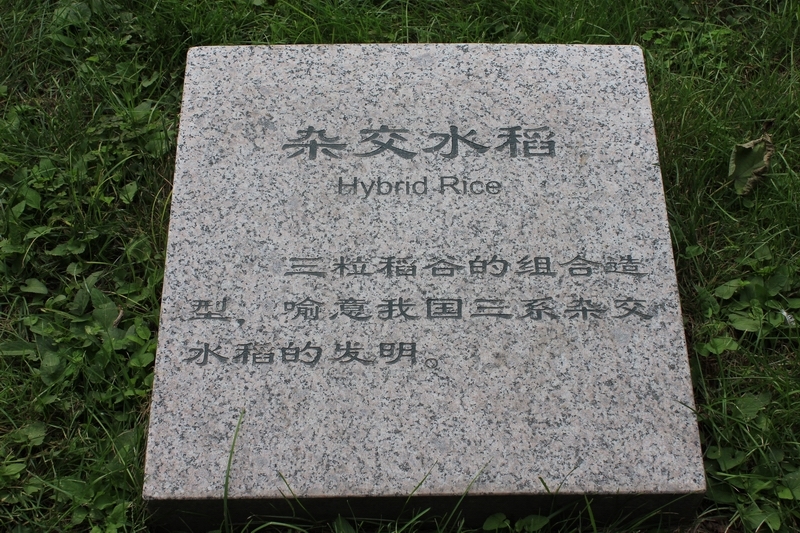 杂交水稻
Hybrid Rice
三粒稻谷的组合造
型，喻意我国三系杂交
水稻的发明。